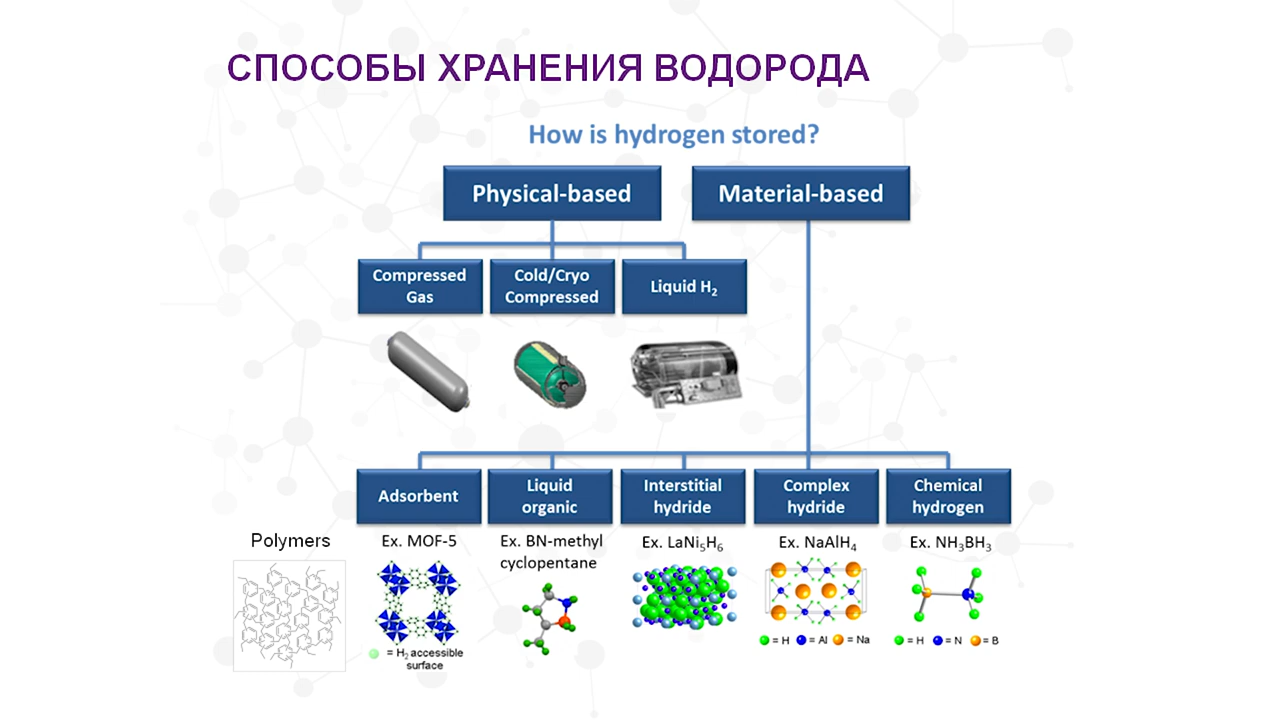 СПОСОБЫ ХРАНЕНИЯ ВОДОРОДА
How is hydrogen stored?
Physical-based
Material-based
Compressed
Gas
Cold/Cryo
Compressed
Liquid H₂
Adsorbent
Liquid
organic
Interstitial
hydride
Complex
hydride
Chemical
hydrogen
Polymers
Ex. MOF-5
Ex. BN-methyl
cyclopentane
Ex. LaNi₅H₆
Ex. NaAlH₄
Ex. NH₃BH₃
= H₂ accessible
surface
= H = Al = Na
= H = N = B